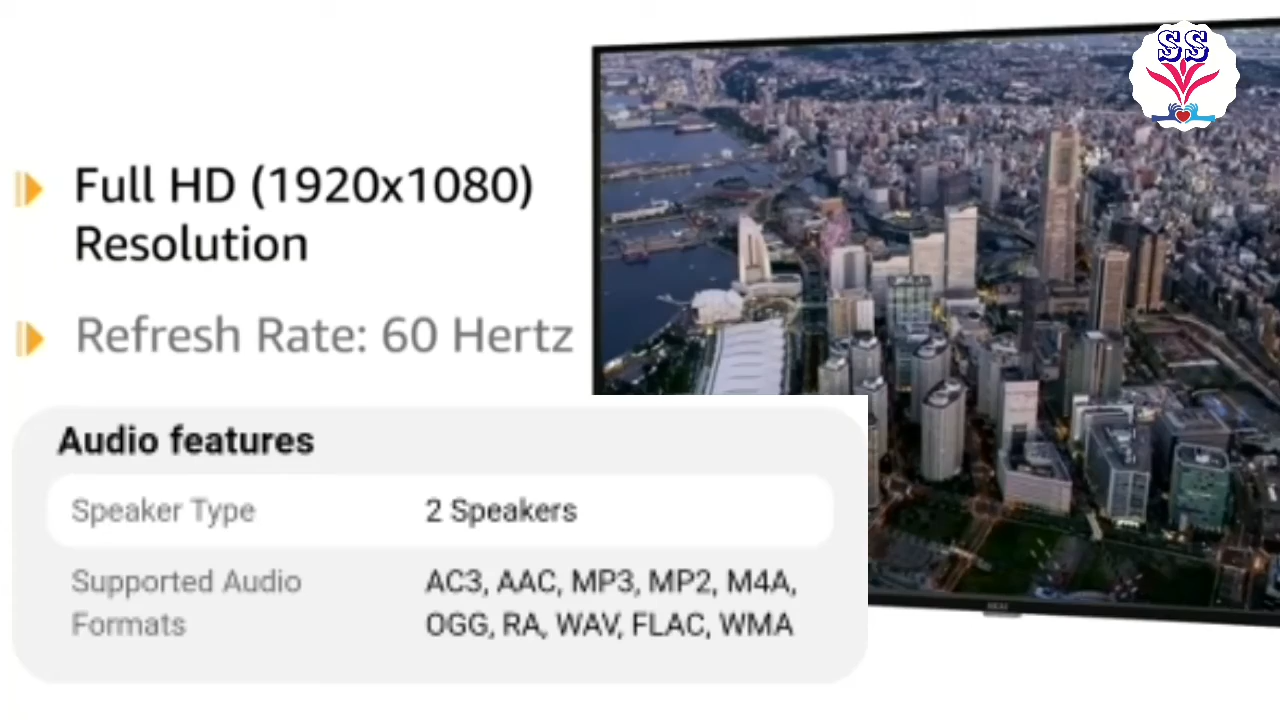 SS
Full HD (1920x1080)
Resolution
Refresh Rate: 60 Hertz
Audio features
Speaker Type 2 Speakers
Supported Audio AC3, AAC, MP3, MP2, M4A,
Formats OGG, RA, WAV, FLAC, WMA